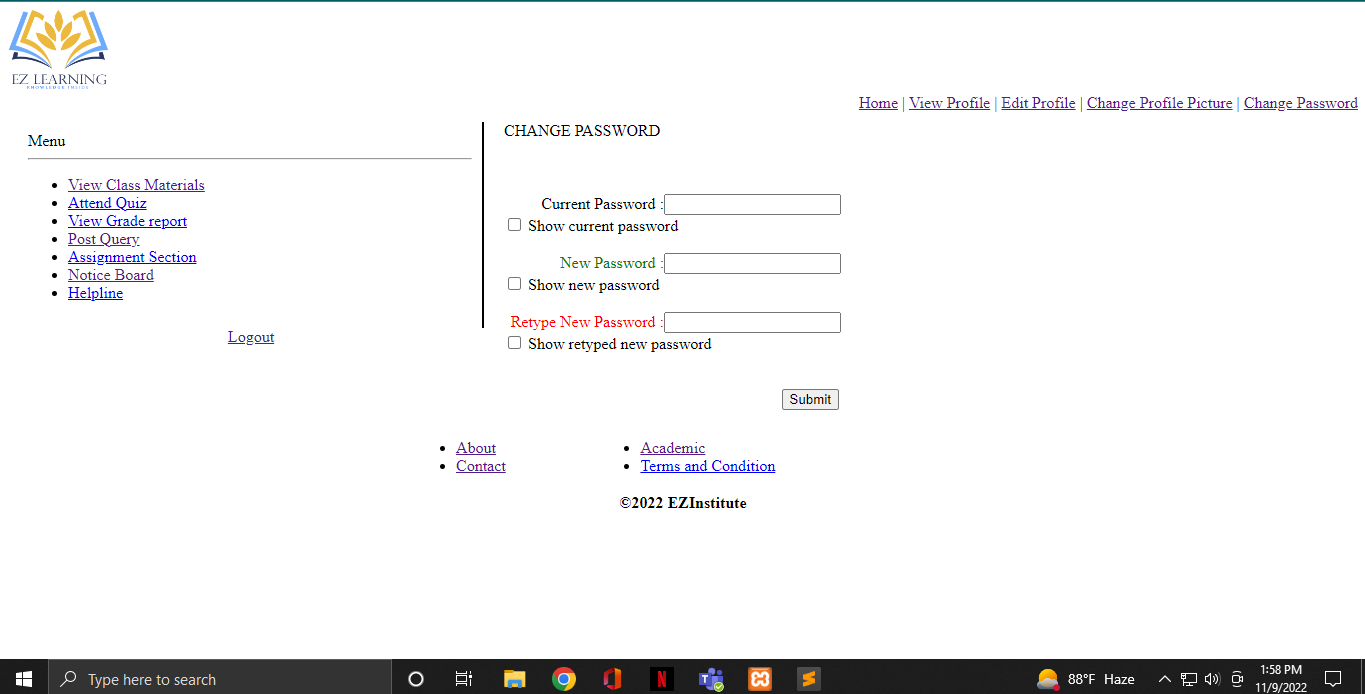 EZ LEARNING
KNOWLEDGE INSIDE
Home | View Profile | Edit Profile | Change Profile Picture | Change Password
Menu
View Class Materials
Attend Quiz
View Grade report
Post Query
Assignment Section
Notice Board
Helpline
Logout
CHANGE PASSWORD
Current Password :
Show current password
New Password :
Show new password
Retype New Password :
Show retyped new password
Submit
About
Contact
Academic
Terms and Condition
©2022 EZInstitute
Type here to search
88°F Haze
1:58 PM
11/9/2022